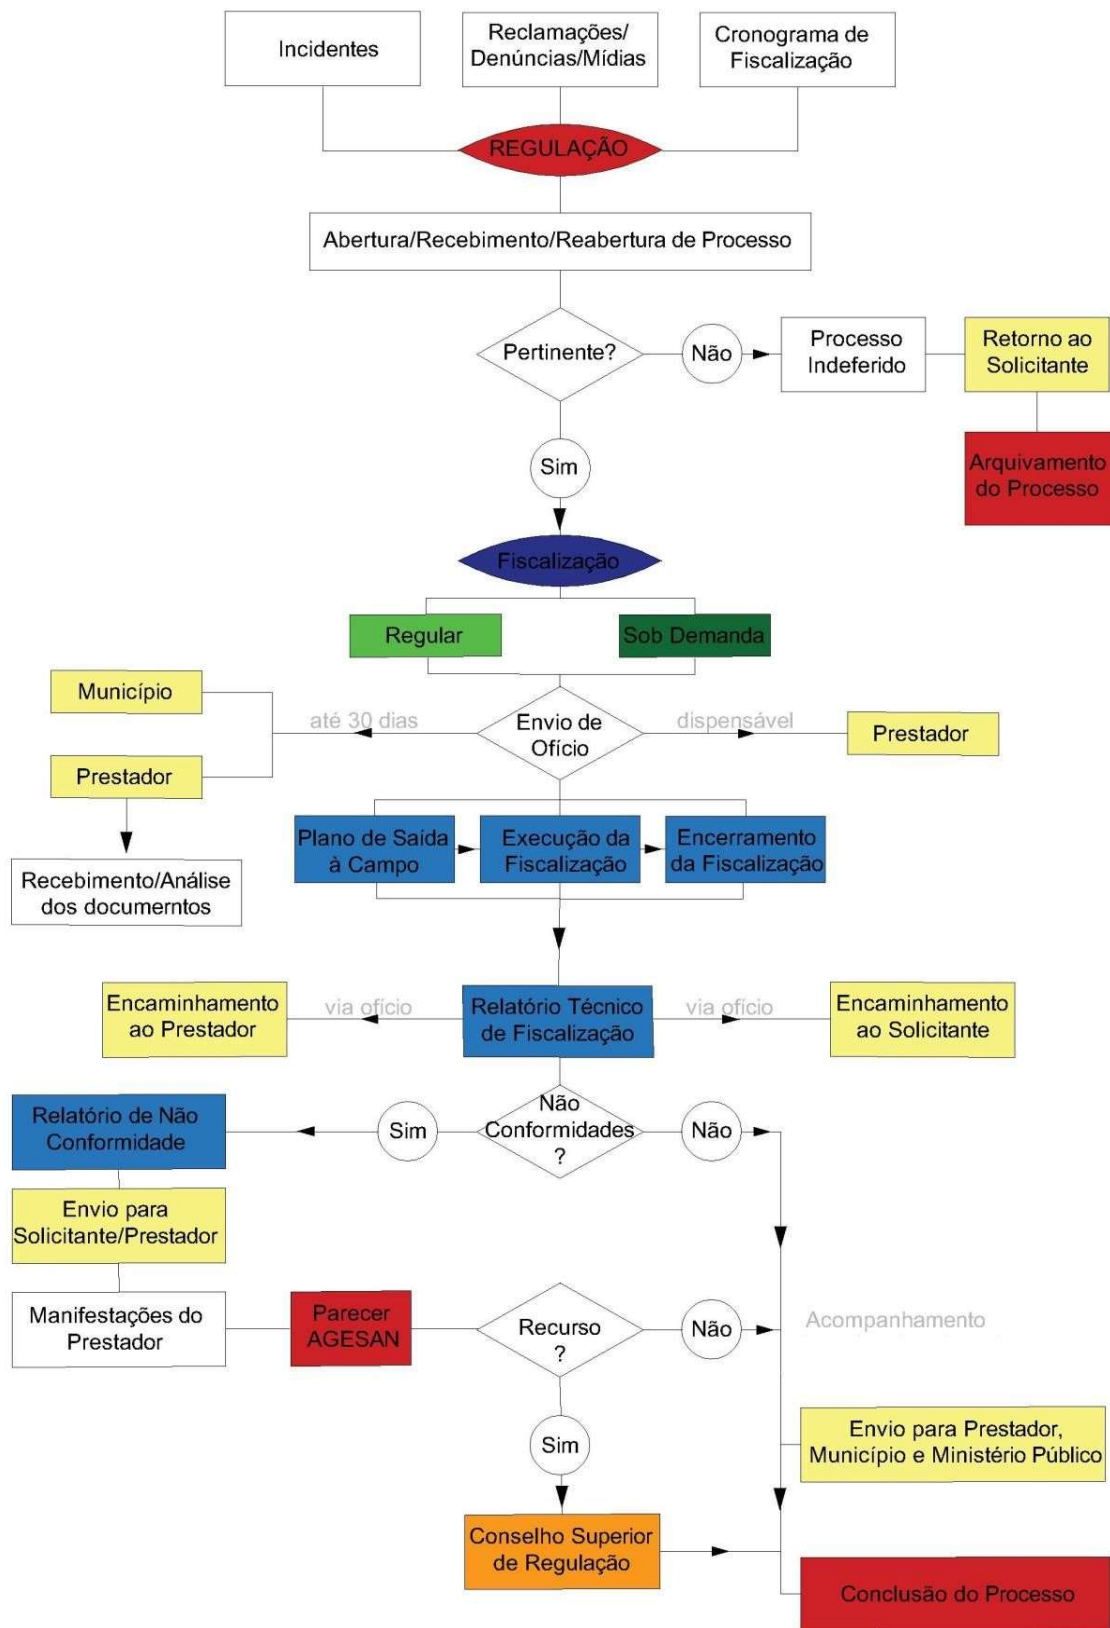 Incidentes
Reclamações/
Denúncias/Mídias
Cronograma de
Fiscalização
REGULAÇÃO
Abertura/Recebimento/Reabertura de Processo
Pertinente?
Não
Processo
Indeferido
Retorno ao
Solicitante
Sim
Arquivamento
do Processo
Fiscalização
Regular
Sob Demanda
Município
até 30 dias
Envio de
Ofício
dispensável
Prestador
Prestador
Plano de Saída
à Campo
Execução da
Fiscalização
Encerramento
da Fiscalização
Recebimento/Análise
dos documerntos
Encaminhamento
ao Prestador
via ofício
Relatório Técnico
de Fiscalização
via ofício
Encaminhamento
ao Solicitante
Relatório de Não
Conformidade
Sim
Não
Conformidades
?
Não
Envio para
Solicitante/Prestador
Manifestações do
Prestador
Parecer
AGESAN
Recurso
?
Não
Acompanhamento
Sim
Envio para Prestador,
Município e Ministério Público
Conselho Superior
de Regulação
Conclusão do Processo